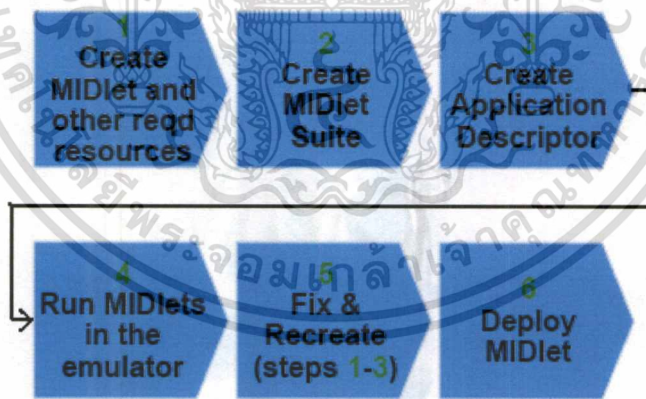 1
Create
MIDlet and
other reqd
resources
2
Create
MIDlet
Suite
3
Create
Application
Descriptor
4
Run MIDlets
in the
emulator
5
Fix &
Recreate
(steps 1-3)
6
Deploy
MIDlet